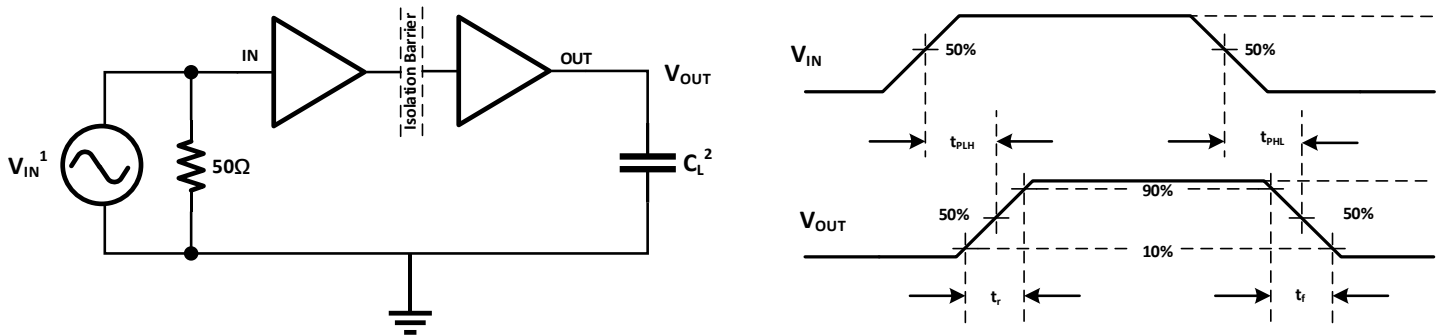 IN
Isolation Barrier
OUT
V_OUT
V_IN^1
50Ω
C_L^2
V_IN
50%
50%
t_PLH
t_PHL
V_OUT
50%
90%
50%
10%
t_r
t_f